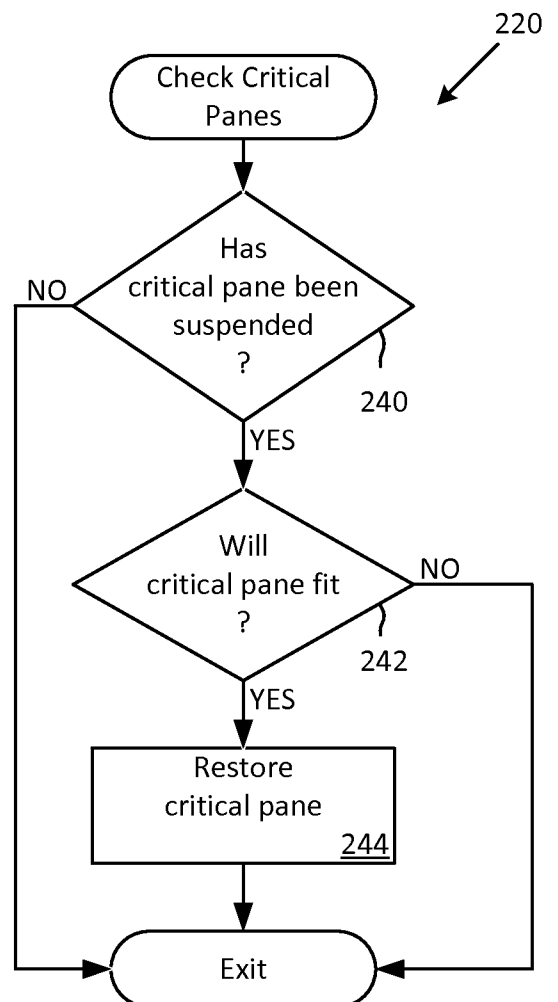 220
Check Critical
Panes
Has
critical pane been
suspended
?
NO
240
YES
Will
critical pane fit
?
NO
242
YES
Restore
critical pane
244
Exit